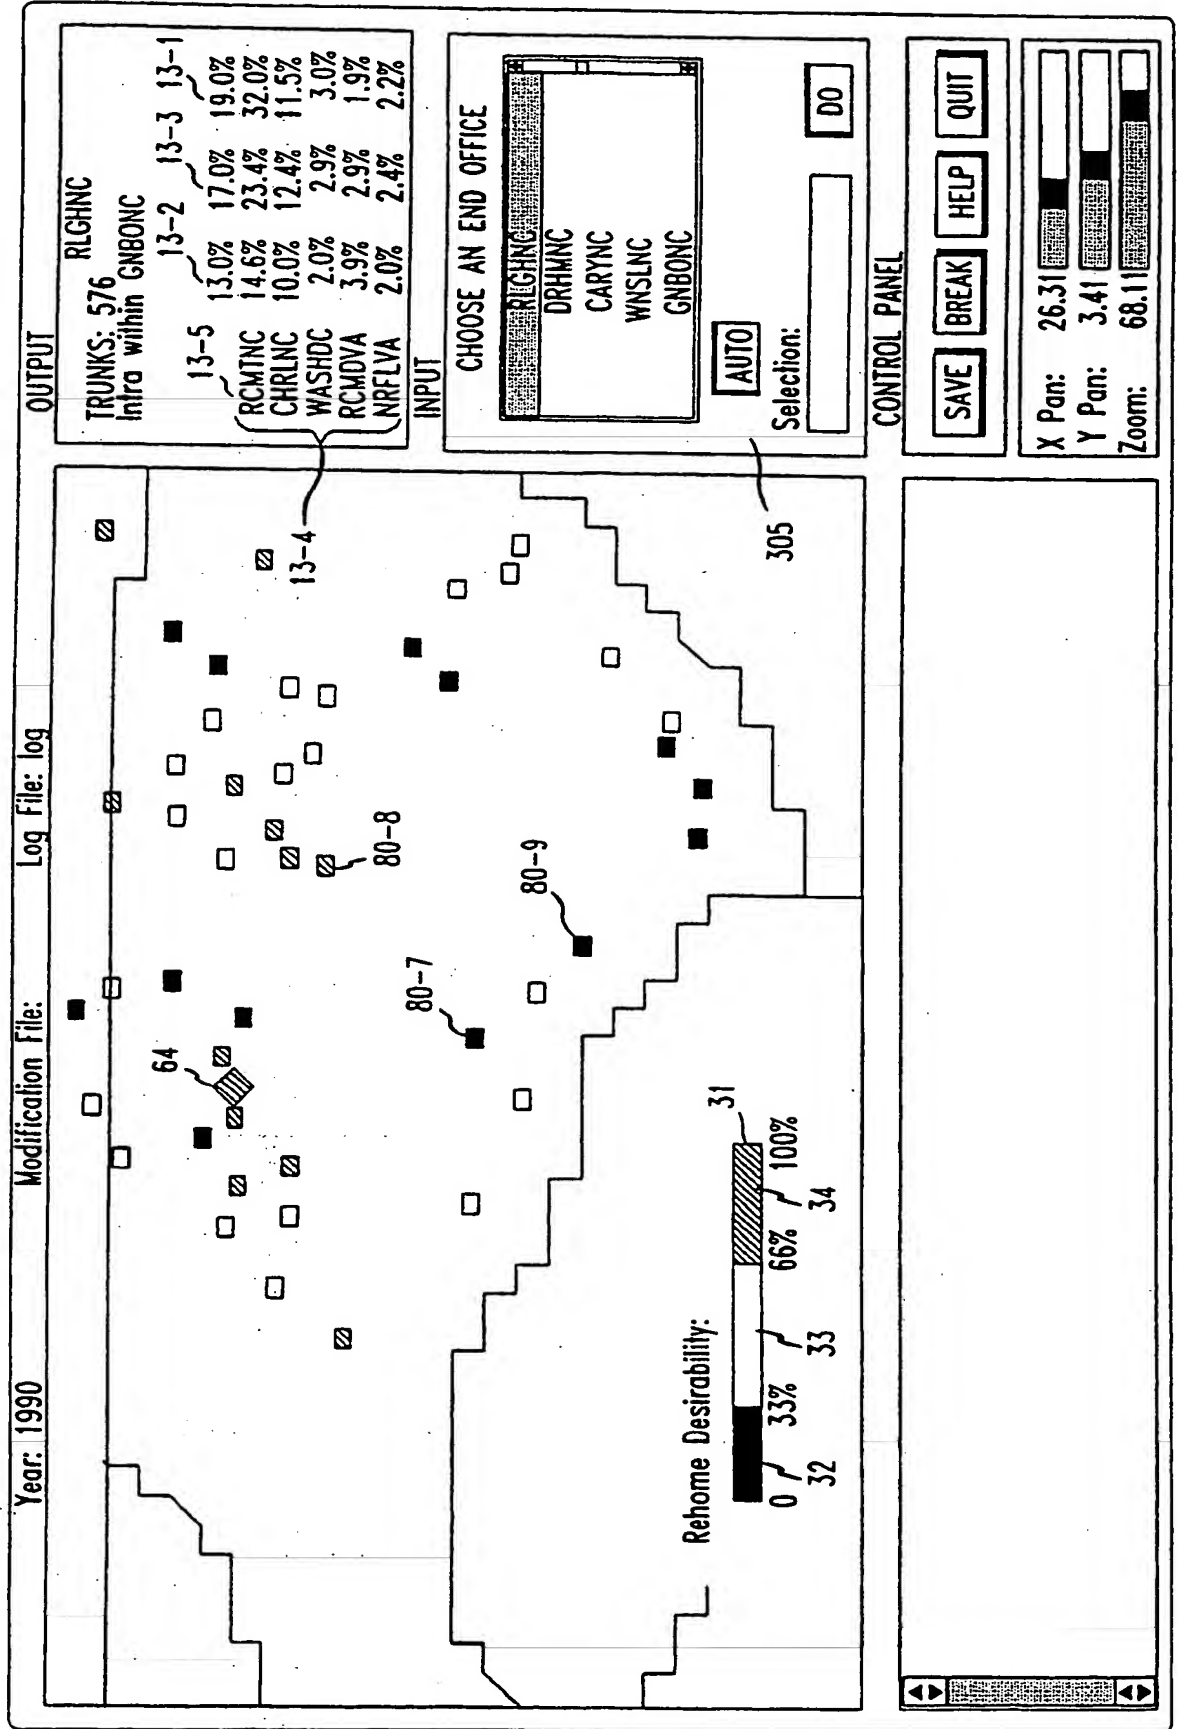 Year: 1990 Modification File: Log File: log
OUTPUT
TRUNKS: 576 RLGHNC
Intra within GNBONC
13-5 13-2 13-3 13-1
13.0% 17.0% 19.0%
RCMTNC 14.6% 23.4% 32.0%
CHRLNC 10.0% 12.4% 11.5%
WASHDC 2.0% 2.9% 3.0%
RCMDVA 3.9% 2.9% 1.9%
NRFLVA 2.0% 2.4% 2.2%
13-4
64
80-8
80-7
80-9
INPUT
CHOOSE AN END OFFICE
RLGHNC
DRHMNC
CARYNC
WNSLNC
GNBONC
AUTO
Selection:
DO
305
Rehome Desirability:
31
0 33% 66% 100%
32 33 34
CONTROL PANEL
SAVE BREAK HELP QUIT
X Pan: 26.31
Y Pan: 3.41
Zoom: 68.11